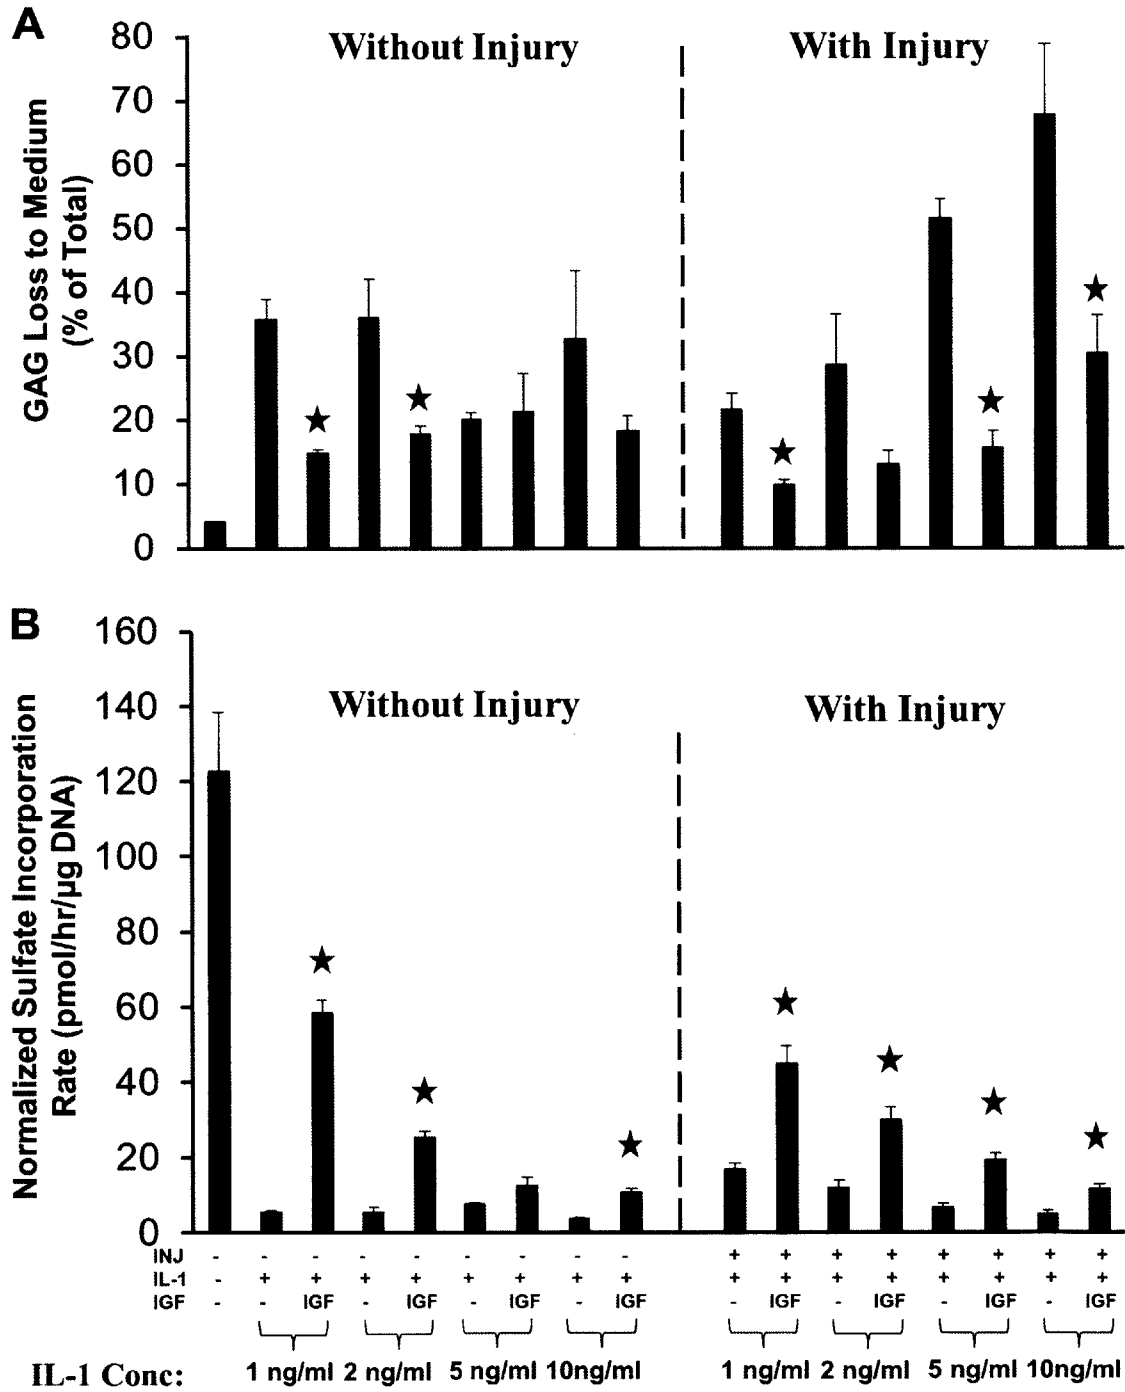 A
Without Injury
With Injury
GAG Loss to Medium
(% of Total)
80
70
60
50
40
30
20
10
0
B
Without Injury
With Injury
Normalized Sulfate Incorporation
Rate (pmol/hr/µg DNA)
160
140
120
100
80
60
40
20
0
INJ - - - - - - - - - + + + + + + + +
IL-1 - + + + + + + + + + + + + + + + +
IGF - - IGF - IGF - IGF - IGF - IGF - IGF - IGF - IGF
IL-1 Conc: 1 ng/ml 2 ng/ml 5 ng/ml 10ng/ml 1 ng/ml 2 ng/ml 5 ng/ml 10ng/ml